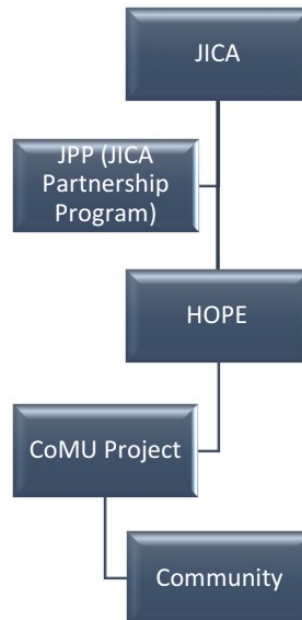 JICA
JPP (JICA
Partnership
Program)
HOPE
CoMU Project
Community